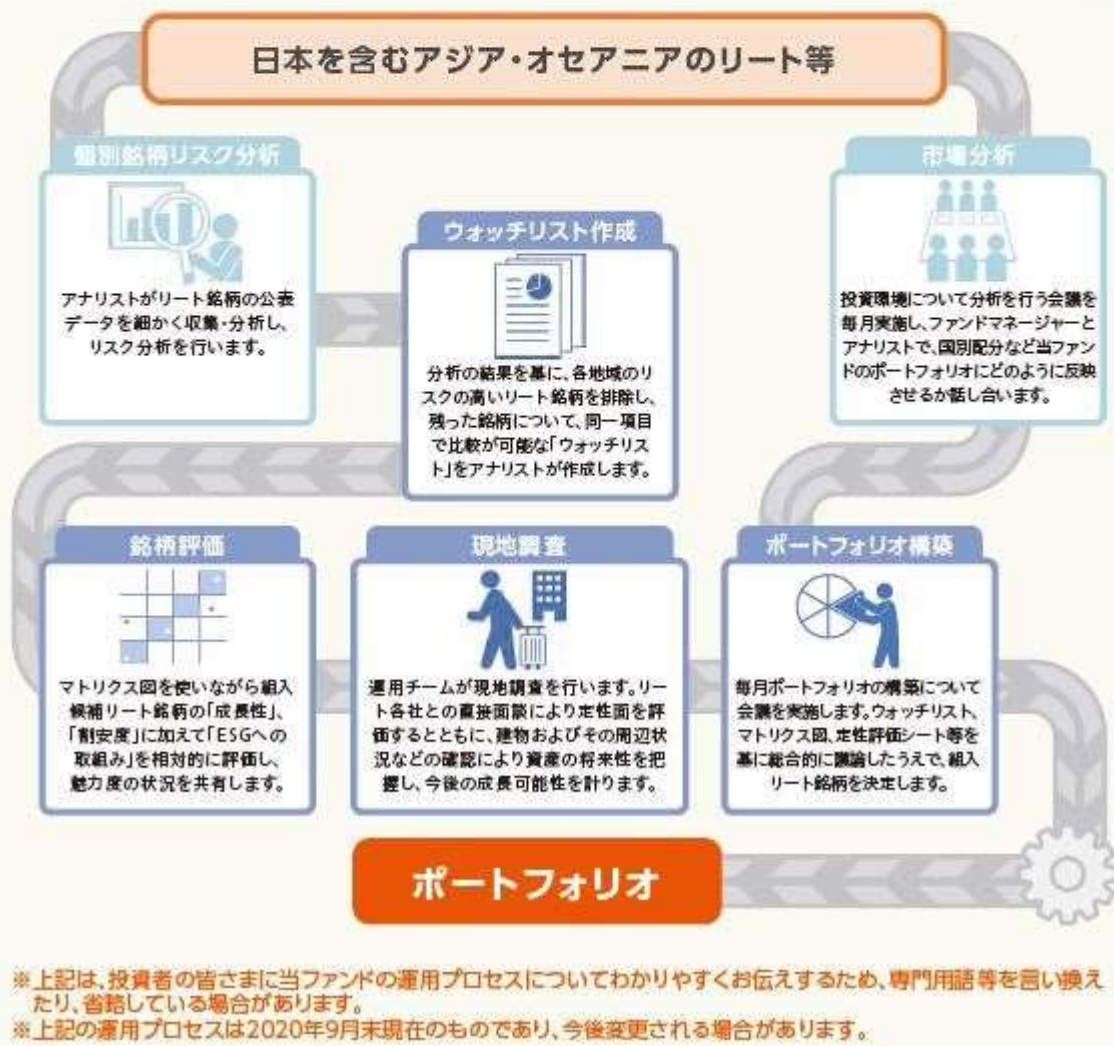 日本を含むアジア・オセアニアのリート等
個別銘柄リスク分析
アナリストがリート銘柄の公表
データを細かく収集・分析し、
リスク分析を行います。
ウォッチリスト作成
分析の結果を基に、各地域のリ
スクの高いリート銘柄を排除し、
残った銘柄について、同一項目
で比較が可能な「ウォッチリス
ト」をアナリストが作成します。
市場分析
投資環境について分析を行う会議を
毎月実施し、ファンドマネージャーと
アナリストで、国別配分など当ファン
ドのポートフォリオにどのように反映
させるか話し合います。
銘柄評価
マトリクス図を使いながら組入
候補リート銘柄の「成長性」、
「割安度」に加えて「ESGへの
取組み」を相対的に評価し、
魅力度の状況を共有します。
現地調査
運用チームが現地調査を行います。リー
ト各社との直接面談により定性面を評
価するとともに、建物およびその周辺状
況などの確認により資産の将来性を把
握し、今後の成長可能性を計ります。
ポートフォリオ構築
毎月ポートフォリオの構築について
会議を実施します。ウォッチリスト、
マトリクス図、定性評価シート等を
基に総合的に議論したうえで、組入
リート銘柄を決定します。
ポートフォリオ
※上記は、投資者の皆さまに当ファンドの運用プロセスについてわかりやすくお伝えするため、専門用語等を言い換え
たり、省略している場合があります。
※上記の運用プロセスは2020年9月末現在のものであり、今後変更される場合があります。